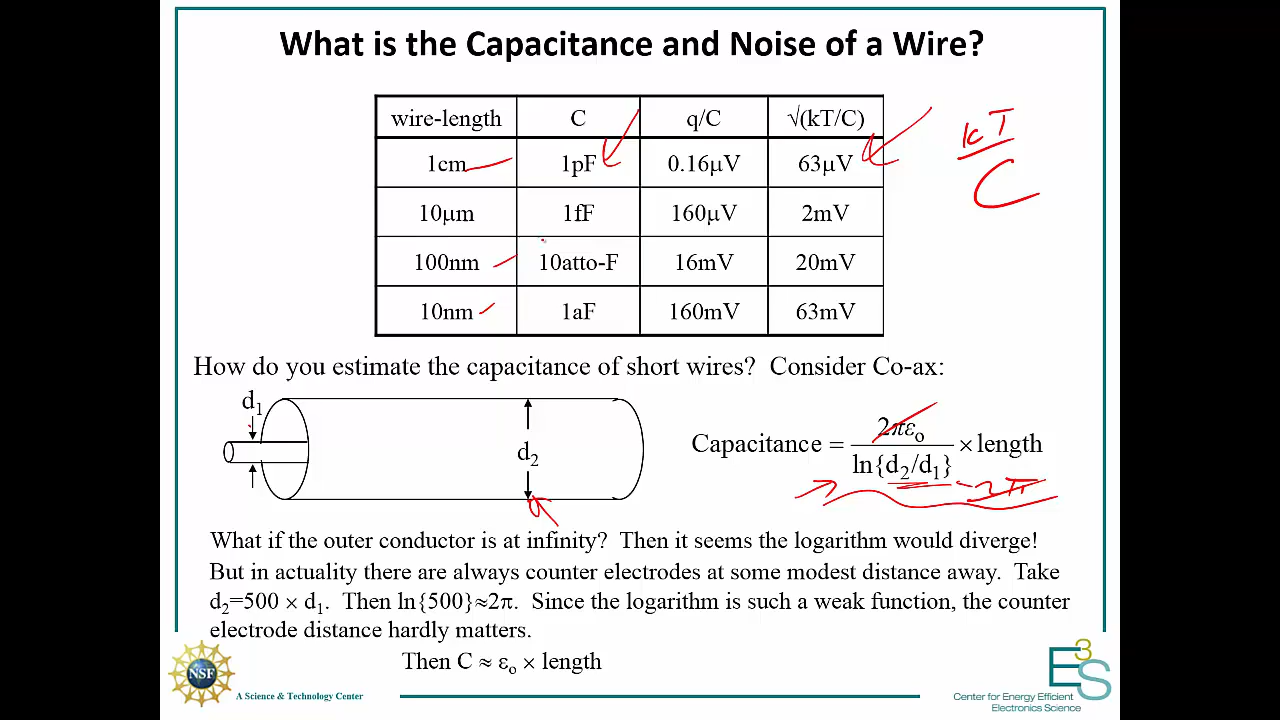 What is the Capacitance and Noise of a Wire?
wire-length C q/C √(kT/C)
1cm 1pF 0.16μV 63μV
10μm 1fF 160μV 2mV
100nm 10atto-F 16mV 20mV
10nm 1aF 160mV 63mV
kT
C
How do you estimate the capacitance of short wires? Consider Co-ax:
d₁
d₂
Capacitance = 2πεₒ / ln{d₂/d₁} × length
2π
What if the outer conductor is at infinity? Then it seems the logarithm would diverge!
But in actuality there are always counter electrodes at some modest distance away. Take
d₂=500 × d₁. Then ln{500}≈2π. Since the logarithm is such a weak function, the counter
electrode distance hardly matters.
Then C ≈ εₒ × length
NSF
A Science & Technology Center
E³S
Center for Energy Efficient
Electronics Science